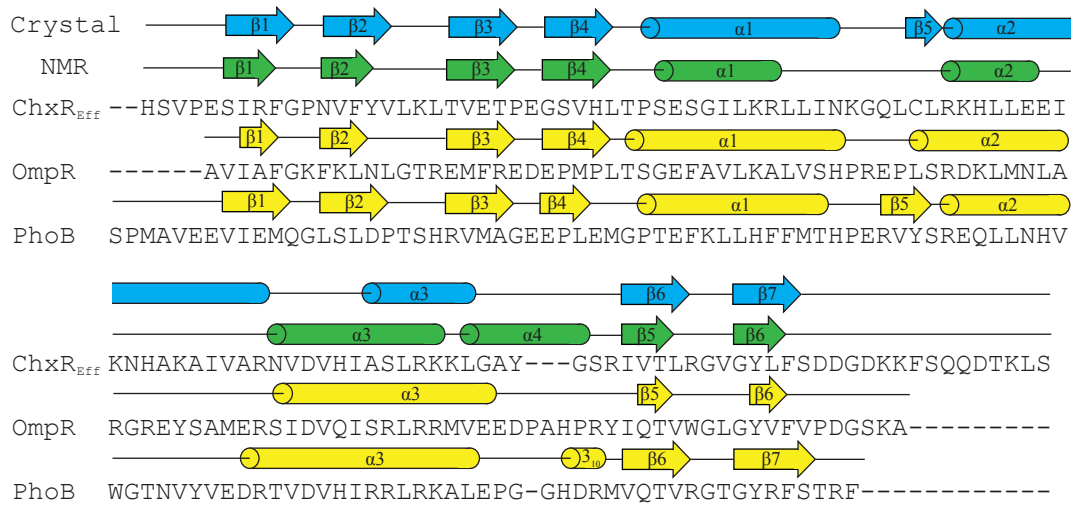 Crystal β1 β2 β3 β4 α1 β5 α2
NMR β1 β2 β3 β4 α1 α2
ChxREff --HSVPESIRFGPNVFYVLKLTVETPEGSVHLTPSESGILKRLLINKGQLCLRKHLLEEI
β1 β2 β3 β4 α1 α2
OmpR ------AVIAFGKFKLNLGTREMFREDEPMPLTSGEFAVLKALVSHPREPLSRDKLMNLA
β1 β2 β3 β4 α1 β5 α2
PhoB SPMAVEEVIEMQGLSLDPTSHRVMAGEEPLEMGPTEFKLLHFFMTHPERVYSREQLLNHV
α3 β6 β7
α3 α4 β5 β6
ChxREff KNHAKAIVARNVDVHIASLRKKLGAY---GSRIVTLRGVGYLFSDDGDKKFSQQDTKLS
α3 β5 β6
OmpR RGREYSAMERSIDVQISRLRRMVEEDPAHPRYIQTVWGLGYVFVPDGSKA---------
α3 310 β6 β7
PhoB WGTNVYVEDRTVDVHIRRLRKALEPG-GHDRMVQTVRGTGYRFSTRF------------